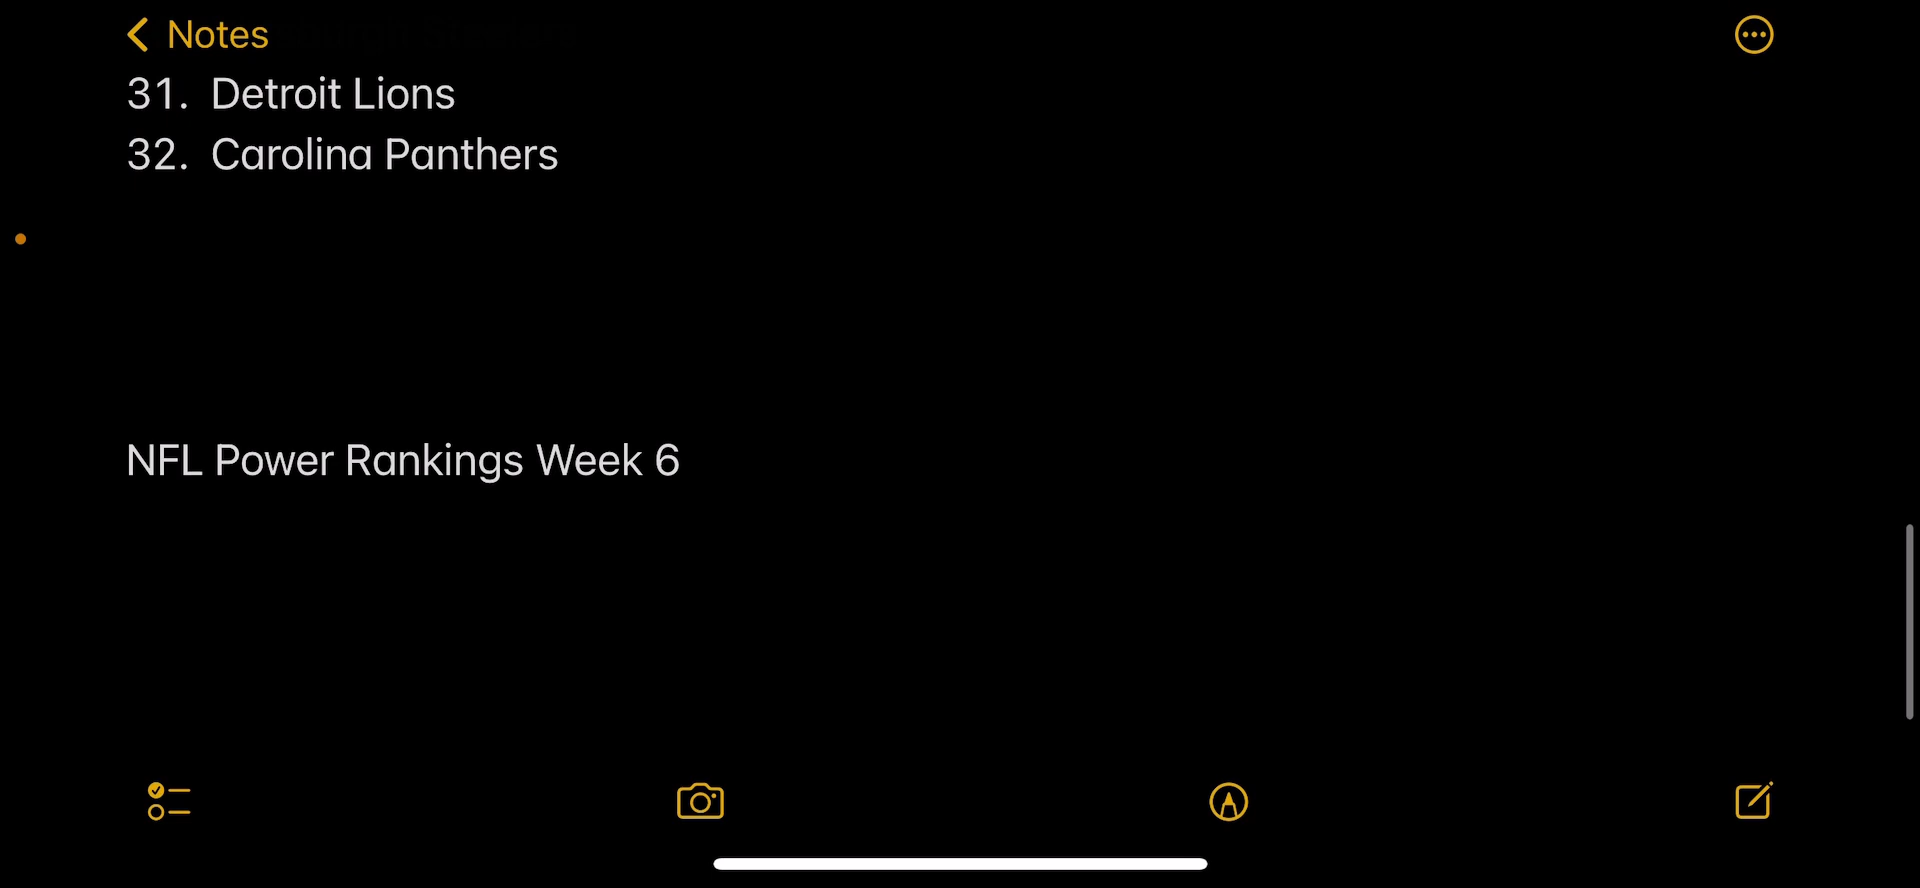 Notes
31. Detroit Lions
32. Carolina Panthers
NFL Power Rankings Week 6